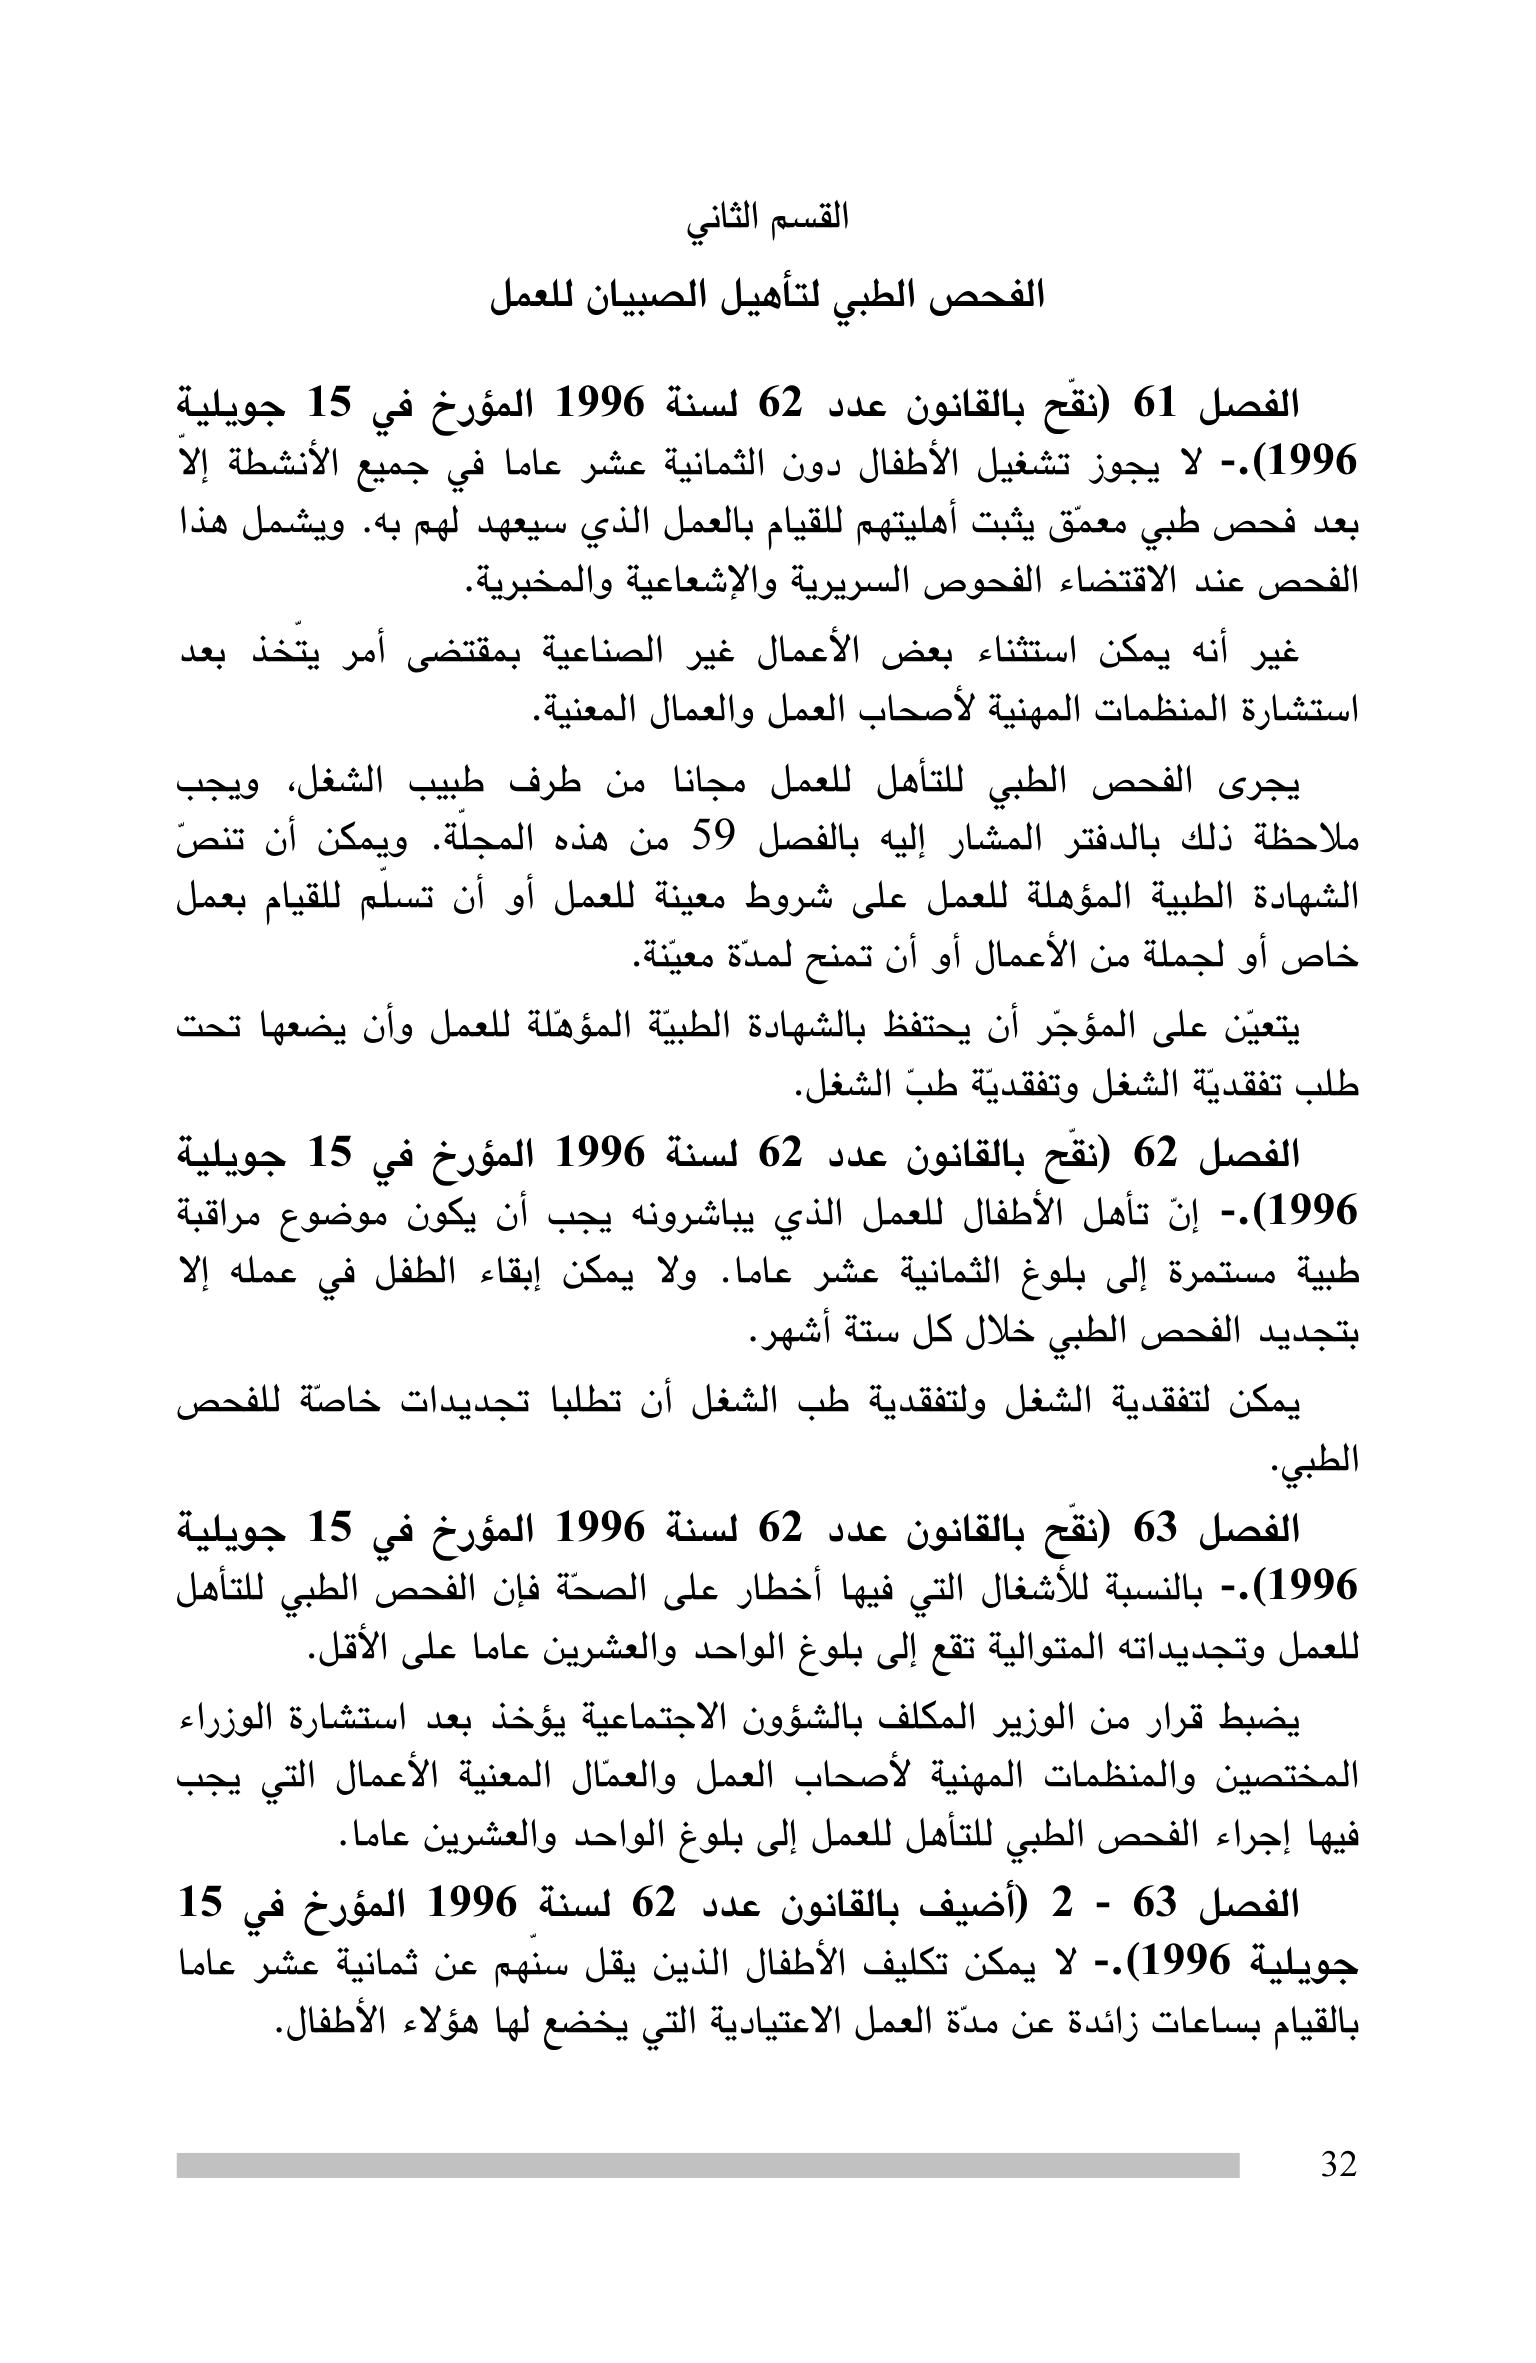 القسم الثاني
الفحص الطبي لتأهيل الصبيان للعمل
الفصل 61 (نقّح بالقانون عدد 62 لسنة 1996 المؤرخ في 15 جويلية
1996).- لا يجوز تشغيل الأطفال دون الثمانية عشر عاما في جميع الأنشطة إلاّ
بعد فحص طبي معمّق يثبت أهليتهم للقيام بالعمل الذي سيعهد لهم به. ويشمل هذا
الفحص عند الاقتضاء الفحوص السريرية والإشعاعية والمخبرية.
غير أنه يمكن استثناء بعض الأعمال غير الصناعية بمقتضى أمر يتّخذ بعد
استشارة المنظمات المهنية لأصحاب العمل والعمال المعنية.
يجرى الفحص الطبي للتأهل للعمل مجانا من طرف طبيب الشغل، ويجب
ملاحظة ذلك بالدفتر المشار إليه بالفصل 59 من هذه المجلّة. ويمكن أن تنصّ
الشهادة الطبية المؤهلة للعمل على شروط معينة للعمل أو أن تسلّم للقيام بعمل
خاص أو لجملة من الأعمال أو أن تمنح لمدّة معيّنة.
يتعيّن على المؤجّر أن يحتفظ بالشهادة الطبيّة المؤهّلة للعمل وأن يضعها تحت
طلب تفقديّة الشغل وتفقديّة طبّ الشغل.
الفصل 62 (نقّح بالقانون عدد 62 لسنة 1996 المؤرخ في 15 جويلية
1996).- إنّ تأهل الأطفال للعمل الذي يباشرونه يجب أن يكون موضوع مراقبة
طبية مستمرة إلى بلوغ الثمانية عشر عاما. ولا يمكن إبقاء الطفل في عمله إلا
بتجديد الفحص الطبي خلال كل ستة أشهر.
يمكن لتفقدية الشغل ولتفقدية طب الشغل أن تطلبا تجديدات خاصّة للفحص
الطبي.
الفصل 63 (نقّح بالقانون عدد 62 لسنة 1996 المؤرخ في 15 جويلية
1996).- بالنسبة للأشغال التي فيها أخطار على الصحّة فإن الفحص الطبي للتأهل
للعمل وتجديداته المتوالية تقع إلى بلوغ الواحد والعشرين عاما على الأقل.
يضبط قرار من الوزير المكلف بالشؤون الاجتماعية يؤخذ بعد استشارة الوزراء
المختصين والمنظمات المهنية لأصحاب العمل والعمّال المعنية الأعمال التي يجب
فيها إجراء الفحص الطبي للتأهل للعمل إلى بلوغ الواحد والعشرين عاما.
الفصل 63 - 2 (أضيف بالقانون عدد 62 لسنة 1996 المؤرخ في 15
جويلية 1996).- لا يمكن تكليف الأطفال الذين يقل سنّهم عن ثمانية عشر عاما
بالقيام بساعات زائدة عن مدّة العمل الاعتيادية التي يخضع لها هؤلاء الأطفال.
32